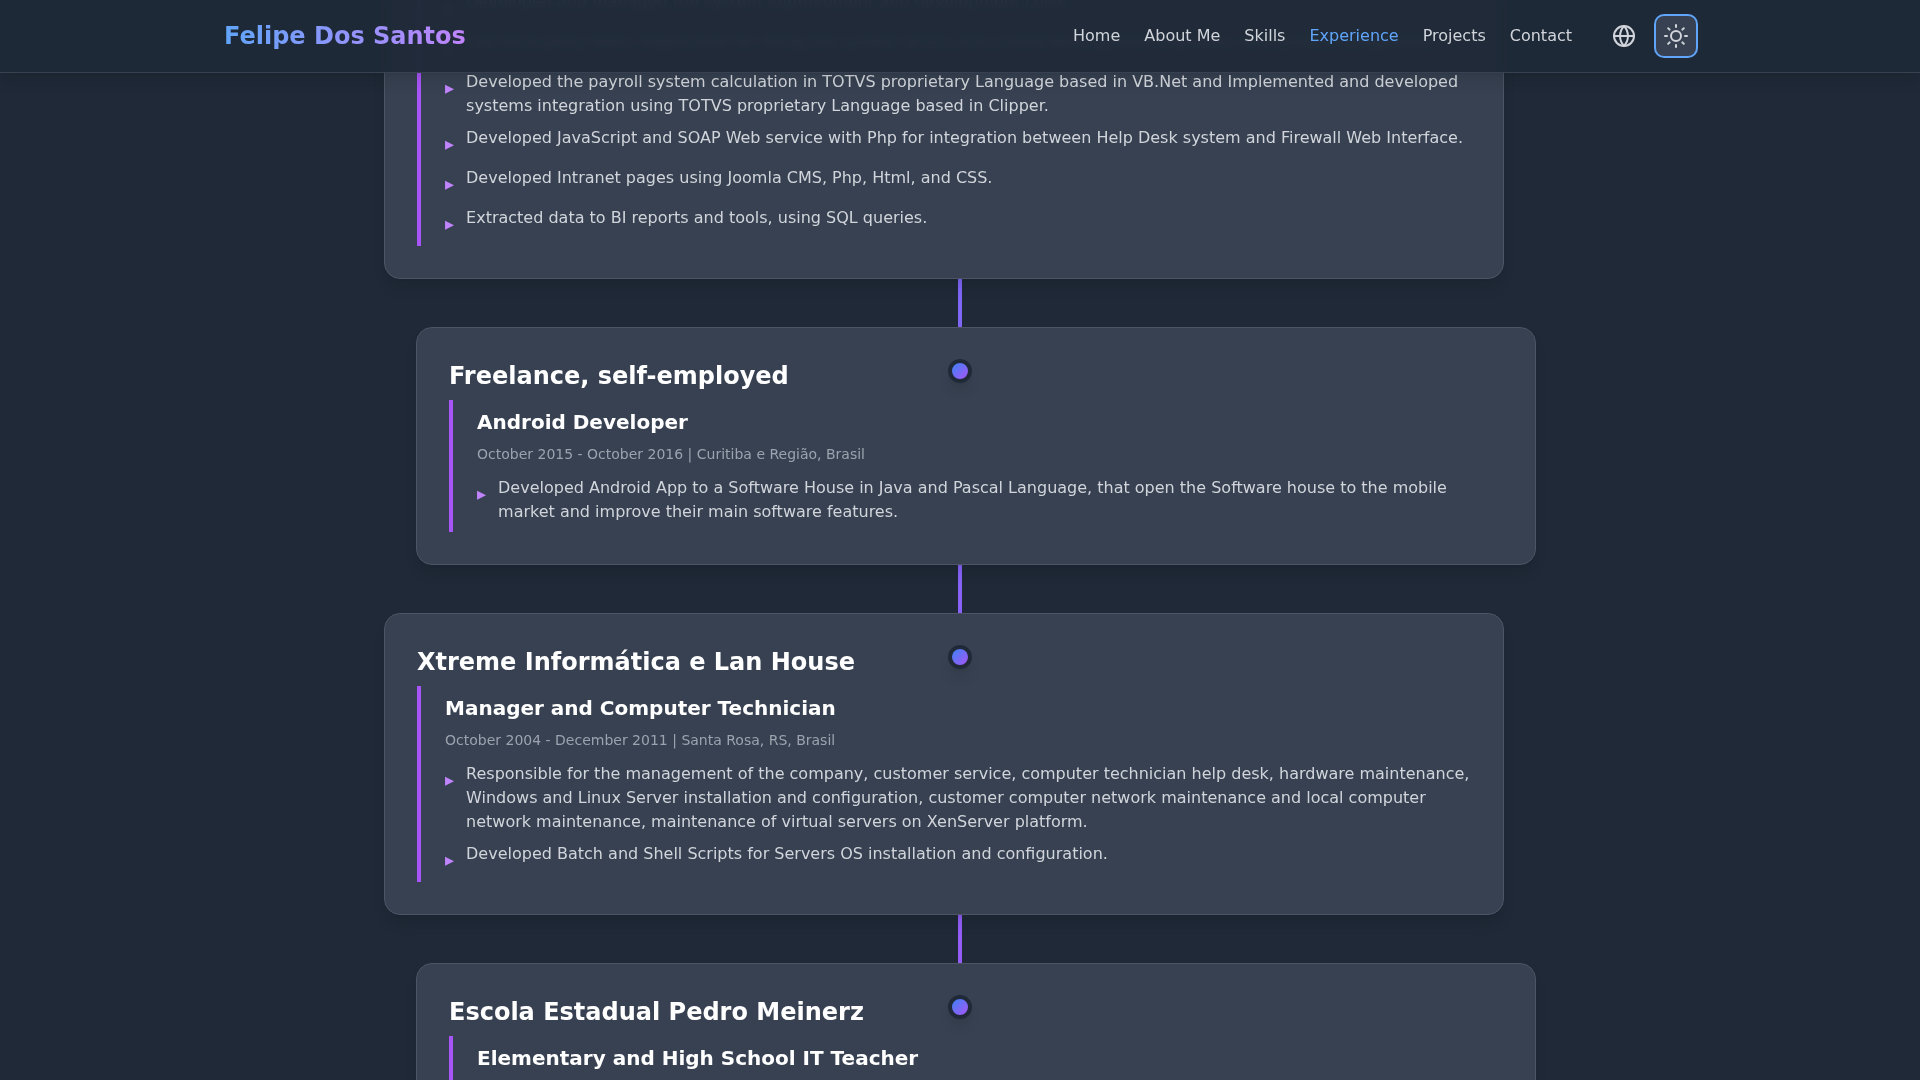 Felipe Dos Santos
Home
About Me
Skills
Experience
Projects
Contact
Developed the payroll system calculation in TOTVS proprietary Language based in VB.Net and Implemented and developed
systems integration using TOTVS proprietary Language based in Clipper.
Developed JavaScript and SOAP Web service with Php for integration between Help Desk system and Firewall Web Interface.
Developed Intranet pages using Joomla CMS, Php, Html, and CSS.
Extracted data to BI reports and tools, using SQL queries.
Freelance, self-employed
Android Developer
October 2015 - October 2016 | Curitiba e Região, Brasil
Developed Android App to a Software House in Java and Pascal Language, that open the Software house to the mobile
market and improve their main software features.
Xtreme Informática e Lan House
Manager and Computer Technician
October 2004 - December 2011 | Santa Rosa, RS, Brasil
Responsible for the management of the company, customer service, computer technician help desk, hardware maintenance,
Windows and Linux Server installation and configuration, customer computer network maintenance and local computer
network maintenance, maintenance of virtual servers on XenServer platform.
Developed Batch and Shell Scripts for Servers OS installation and configuration.
Escola Estadual Pedro Meinerz
Elementary and High School IT Teacher